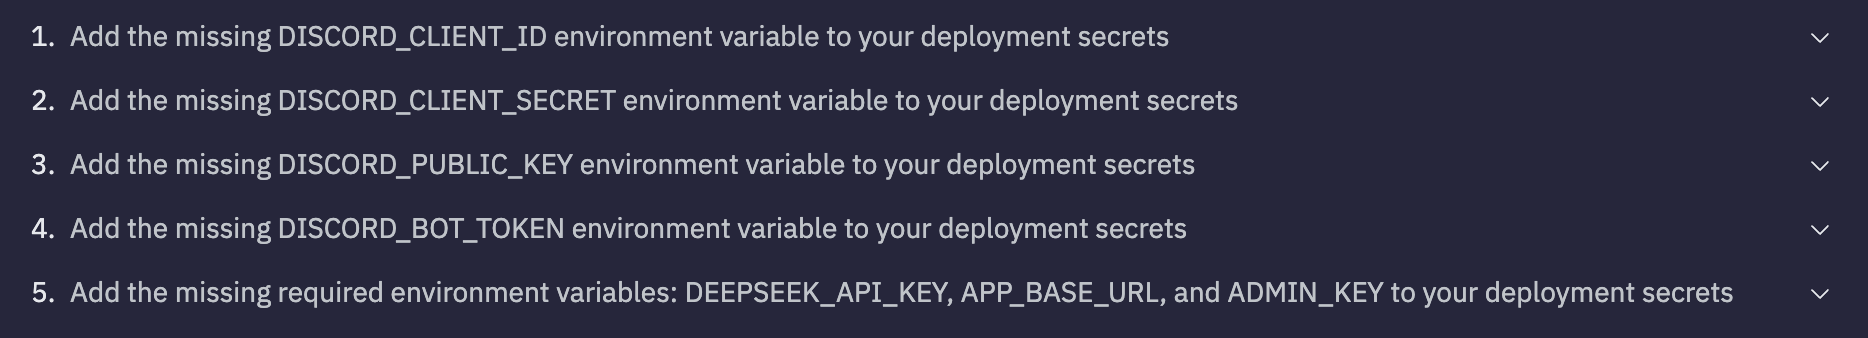 1. Add the missing DISCORD_CLIENT_ID environment variable to your deployment secrets
2. Add the missing DISCORD_CLIENT_SECRET environment variable to your deployment secrets
3. Add the missing DISCORD_PUBLIC_KEY environment variable to your deployment secrets
4. Add the missing DISCORD_BOT_TOKEN environment variable to your deployment secrets
5. Add the missing required environment variables: DEEPSEEK_API_KEY, APP_BASE_URL, and ADMIN_KEY to your deployment secrets